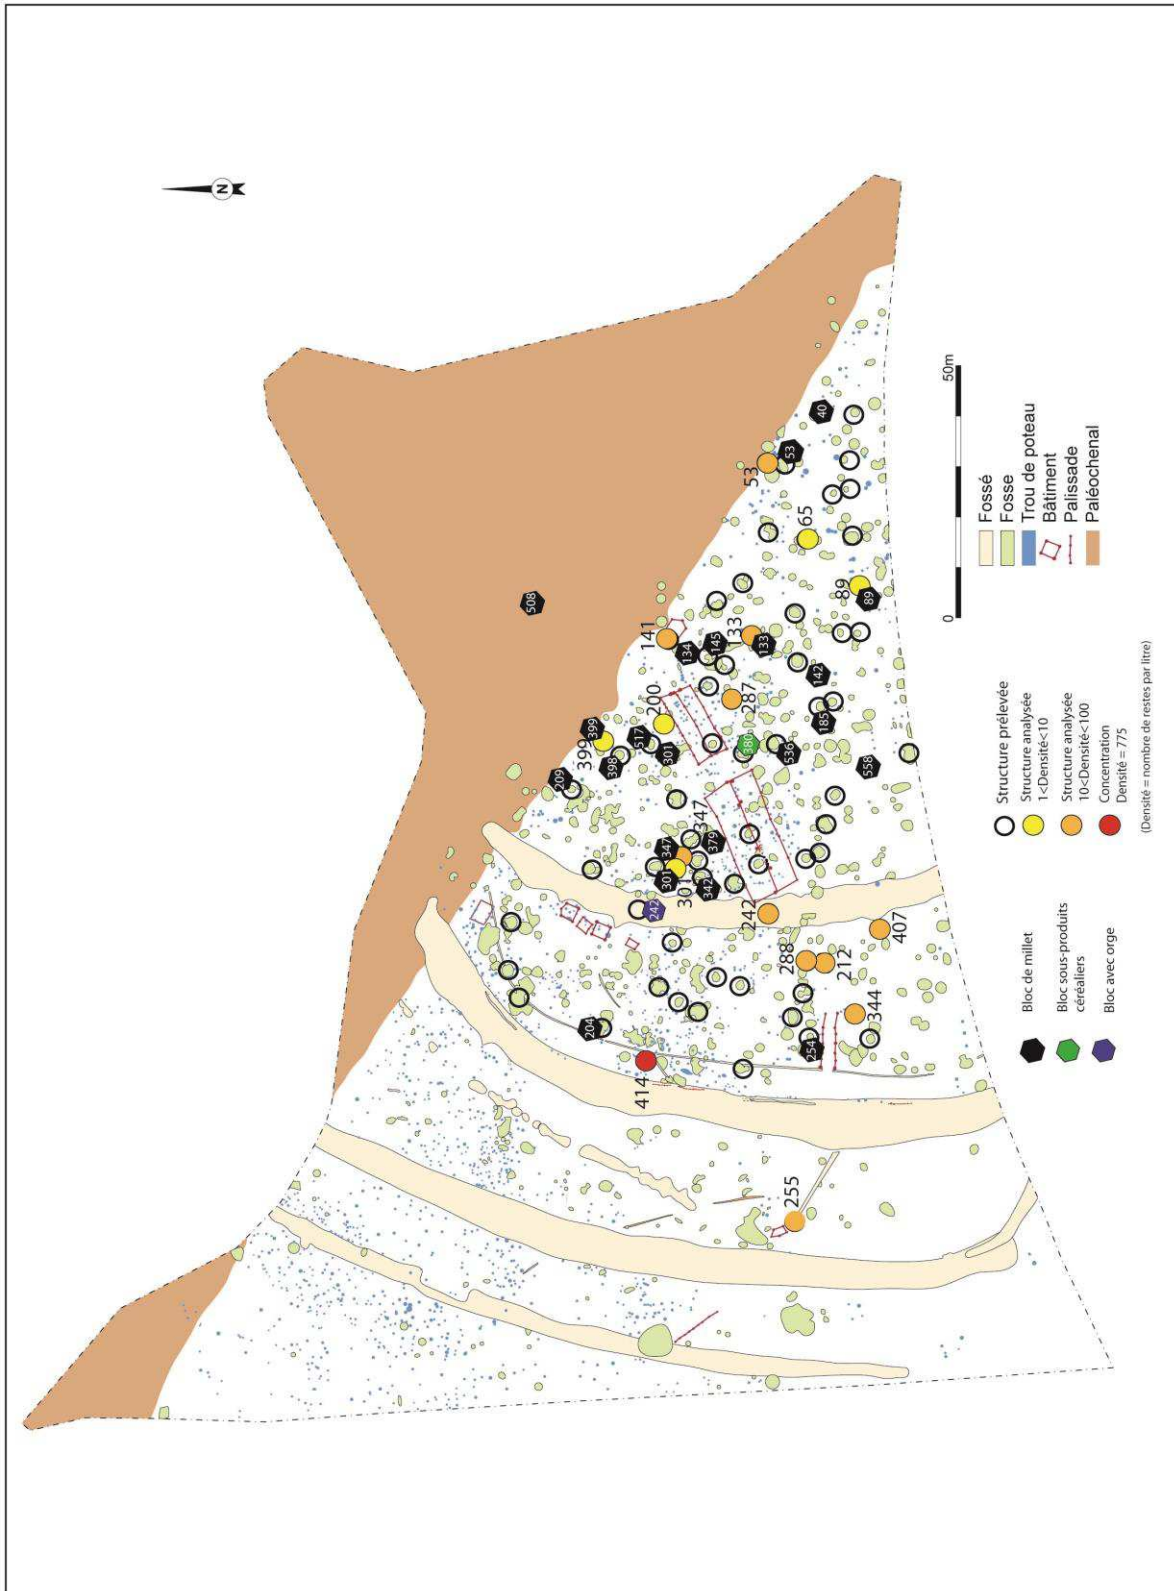 N
508
141
134
145
133
133
53
53
40
65
89
89
142
185
200
287
399
399
517
301
398
209
380
536
558
347
347
379
301
301
342
242
242
407
288
212
344
204
254
414
255
0
50m
Fossé
Fosse
Trou de poteau
Bâtiment
Palissade
Paléochenal
Structure prélevée
Structure analysée
1<Densité<10
Structure analysée
10<Densité<100
Concentration
Densité = 775
(Densité = nombre de restes par litre)
Bloc de millet
Bloc sous-produits
céréaliers
Bloc avec orge